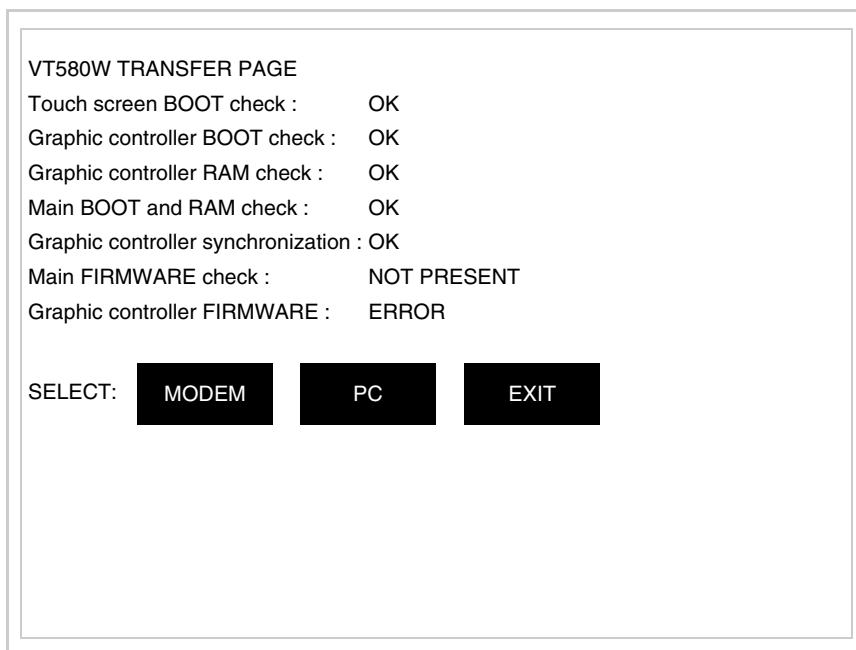 VT580W TRANSFER PAGE
Touch screen BOOT check : OK
Graphic controller BOOT check : OK
Graphic controller RAM check : OK
Main BOOT and RAM check : OK
Graphic controller synchronization : OK
Main FIRMWARE check : NOT PRESENT
Graphic controller FIRMWARE : ERROR
SELECT: MODEM PC EXIT